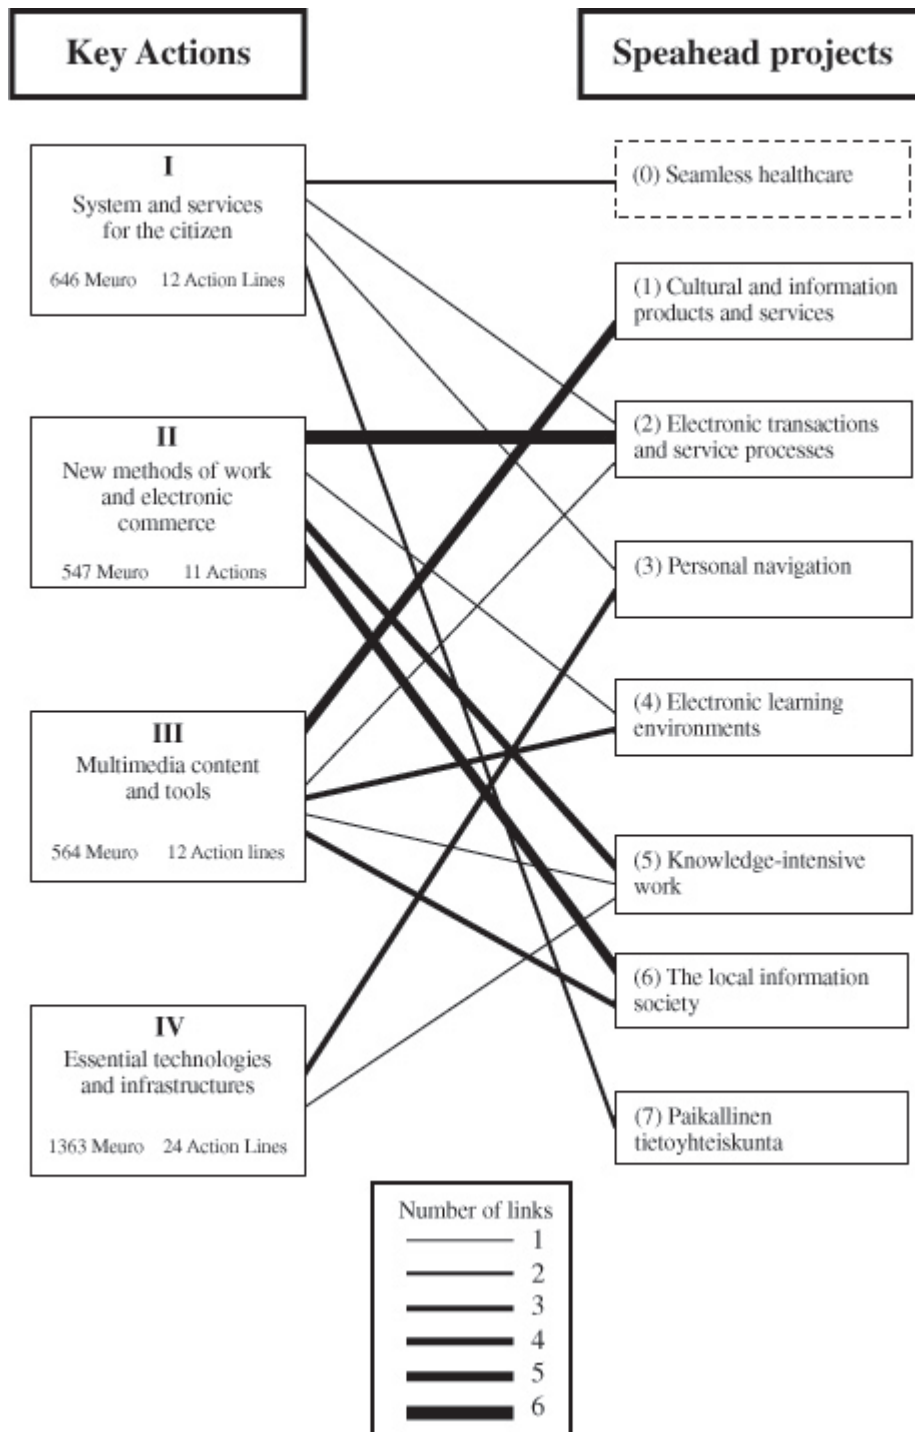 Key Actions
Speahead projects
I
System and services
for the citizen
646 Meuro 12 Action Lines
II
New methods of work
and electronic
commerce
547 Meuro 11 Actions
III
Multimedia content
and tools
564 Meuro 12 Action lines
IV
Essential technologies
and infrastructures
1363 Meuro 24 Action Lines
(0) Seamless healthcare
(1) Cultural and information
products and services
(2) Electronic transactions
and service processes
(3) Personal navigation
(4) Electronic learning
environments
(5) Knowledge-intensive
work
(6) The local information
society
(7) Paikallinen
tietoyhteiskunta
Number of links
1
2
3
4
5
6